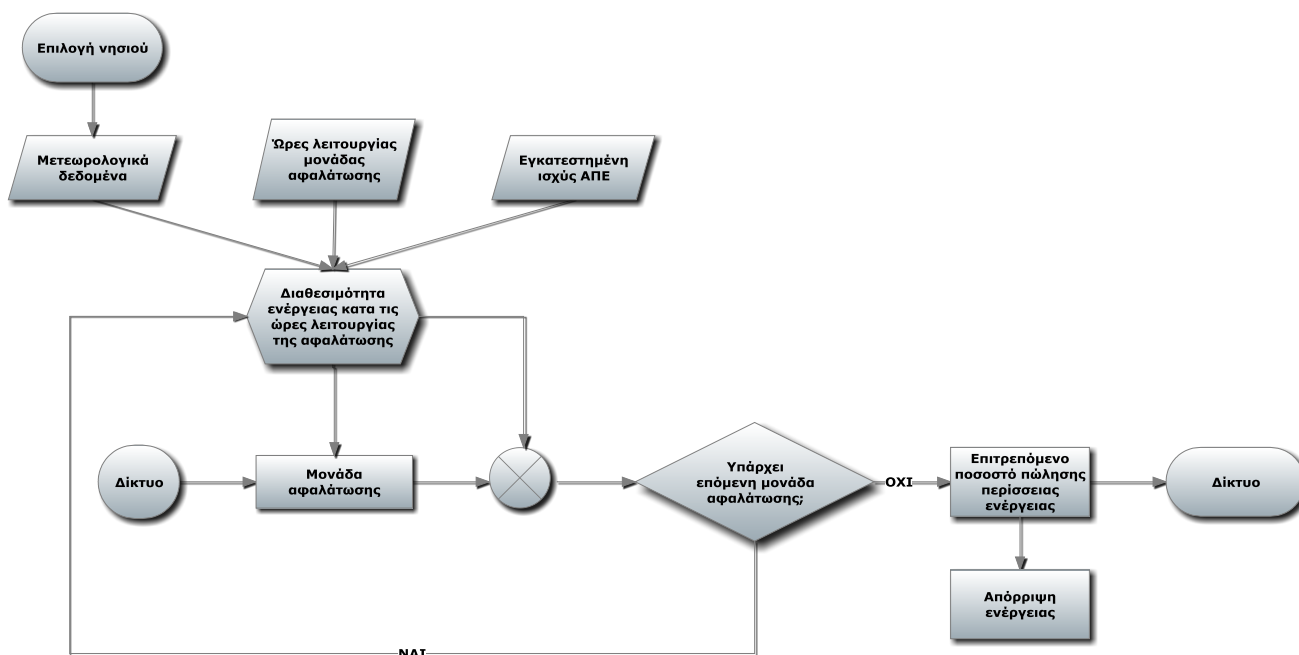 Επιλογή νησιού
Μετεωρολογικά
δεδομένα
Ώρες λειτουργίας
μονάδας
αφαλάτωσης
Εγκατεστημένη
ισχύς ΑΠΕ
Διαθεσιμότητα
ενέργειας κατα τις
ώρες λειτουργίας
της αφαλάτωσης
Δίκτυο
Μονάδα
αφαλάτωσης
Υπάρχει
επόμενη μονάδα
αφαλάτωσης;
ΟΧΙ
Επιτρεπόμενο
ποσοστό πώλησης
περίσσειας
ενέργειας
Δίκτυο
Απόρριψη
ενέργειας
ΝΑΙ